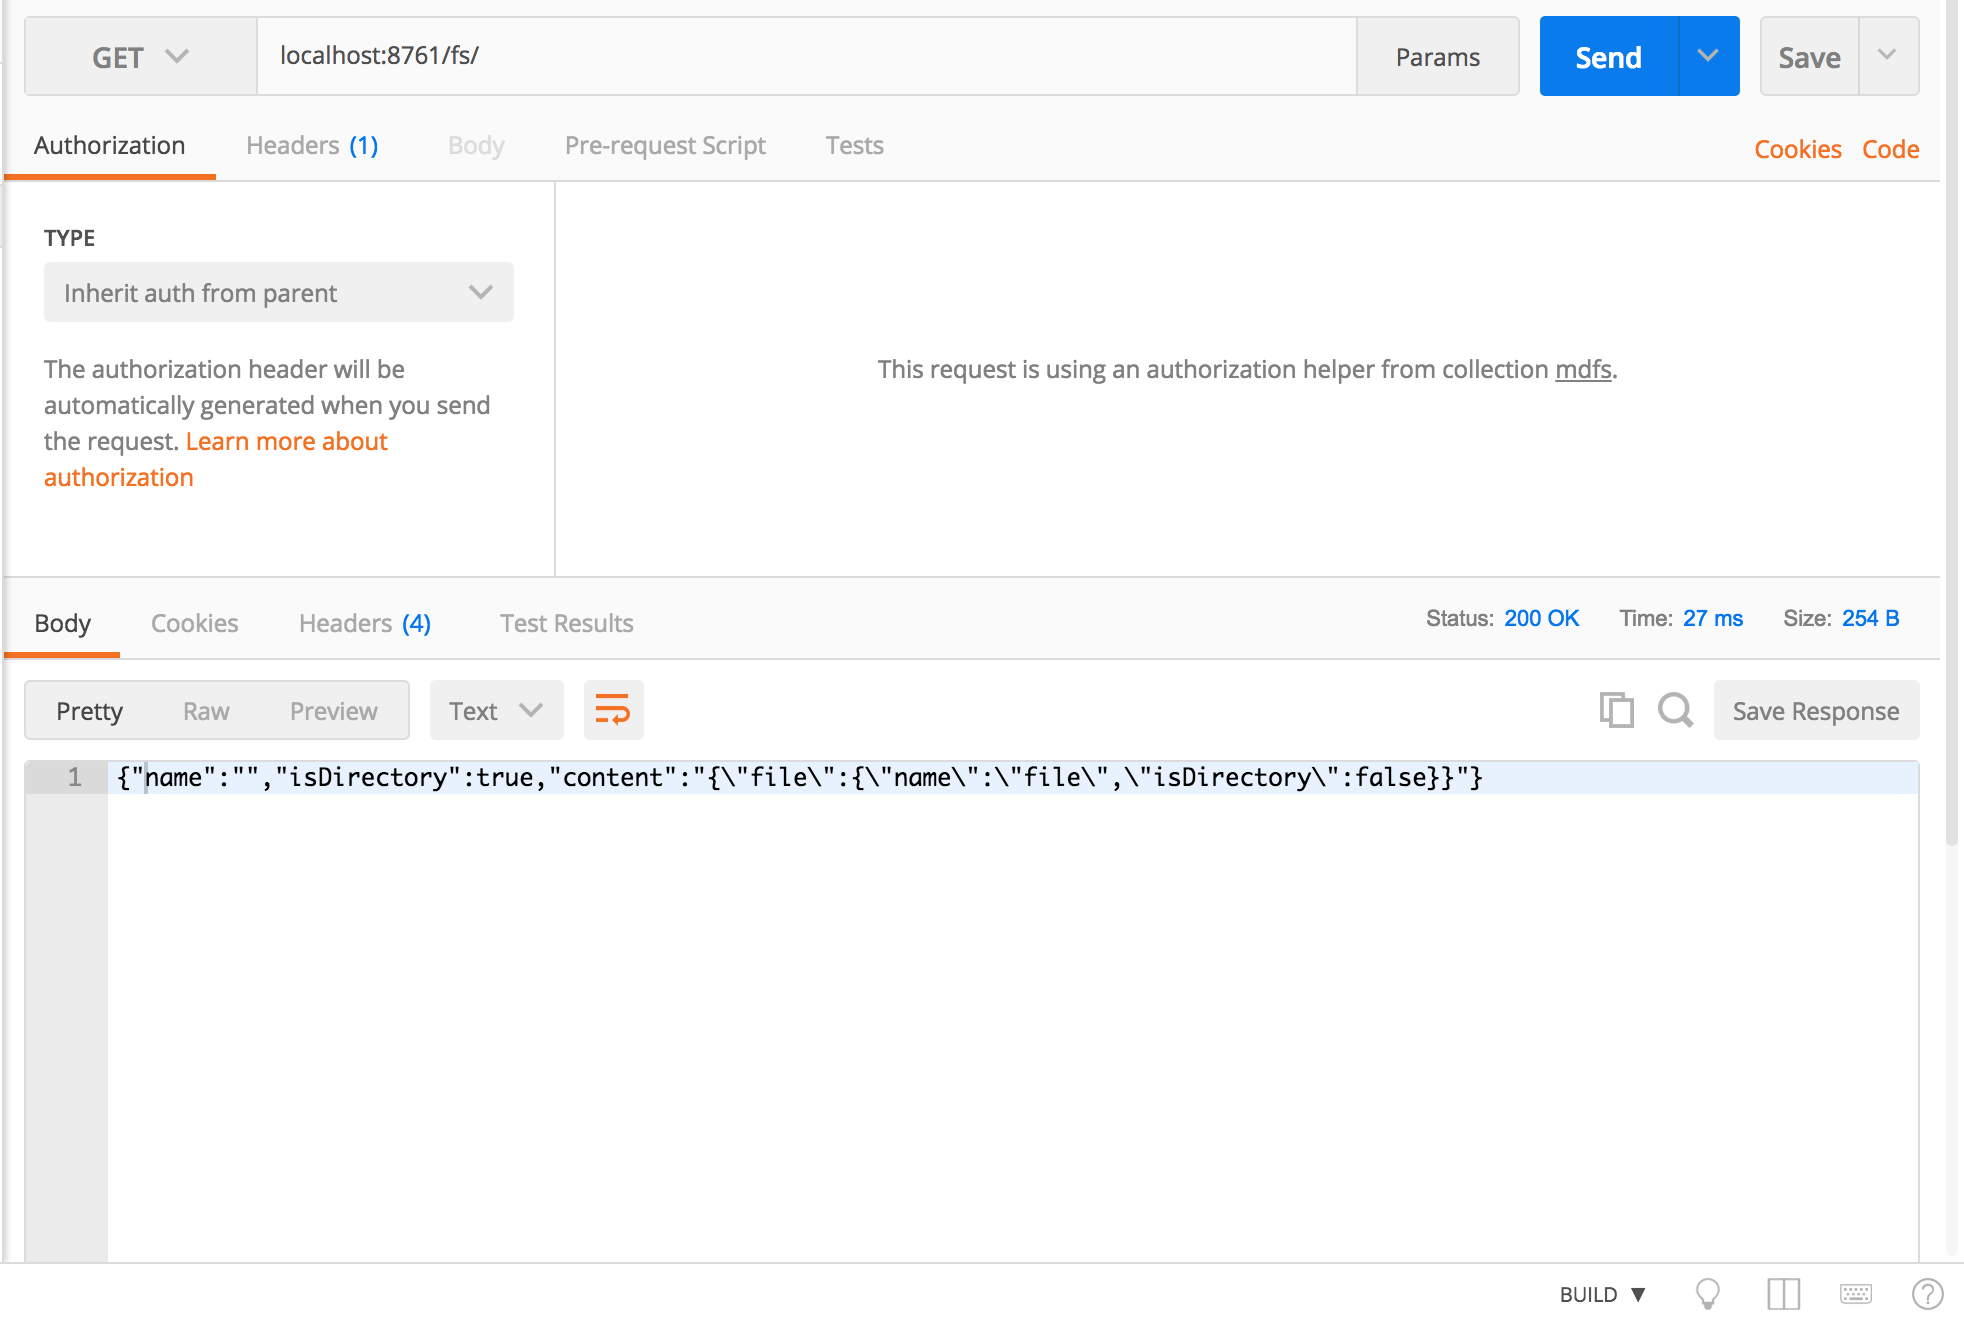 GET localhost:8761/fs/ Params Send Save
Authorization Headers (1) Body Pre-request Script Tests Cookies Code
TYPE
Inherit auth from parent
The authorization header will be
automatically generated when you send
the request. Learn more about
authorization
This request is using an authorization helper from collection mdfs.
Body Cookies Headers (4) Test Results Status: 200 OK Time: 27 ms Size: 254 B
Pretty Raw Preview Text Save Response
1 {"name":"","isDirectory":true,"content":"{\"file\":{\"name\":\"file\",\"isDirectory\":false}}"}
BUILD ▼